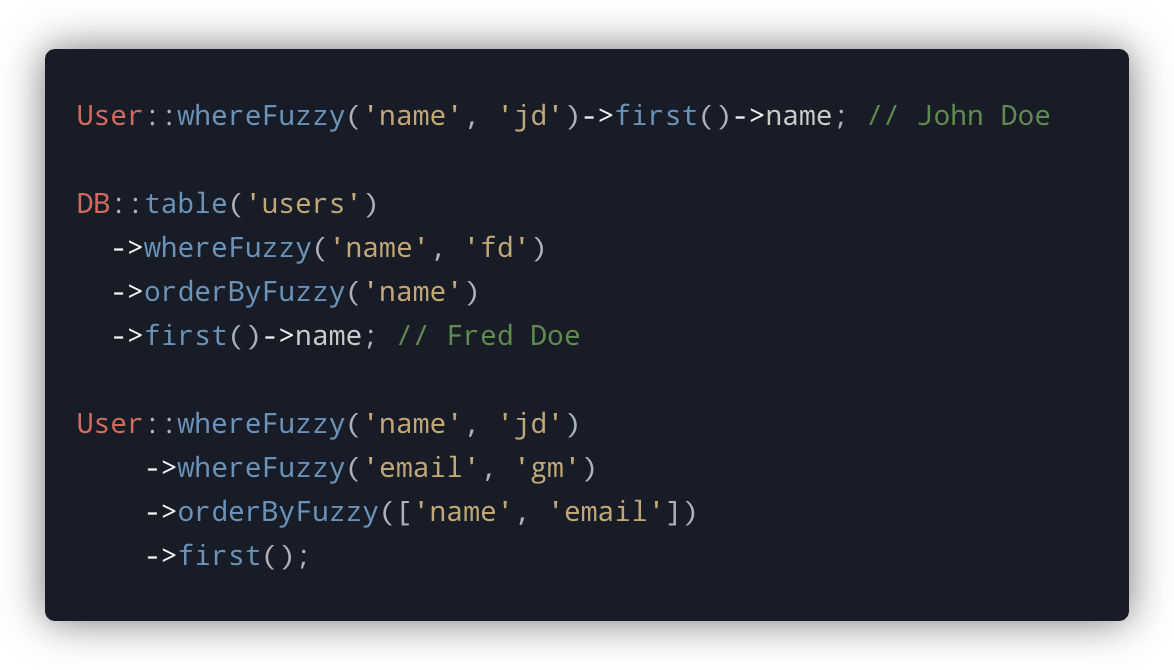 User::whereFuzzy('name', 'jd')->first()->name; // John Doe
DB::table('users')
  ->whereFuzzy('name', 'fd')
  ->orderByFuzzy('name')
  ->first()->name; // Fred Doe
User::whereFuzzy('name', 'jd')
    ->whereFuzzy('email', 'gm')
    ->orderByFuzzy(['name', 'email'])
    ->first();